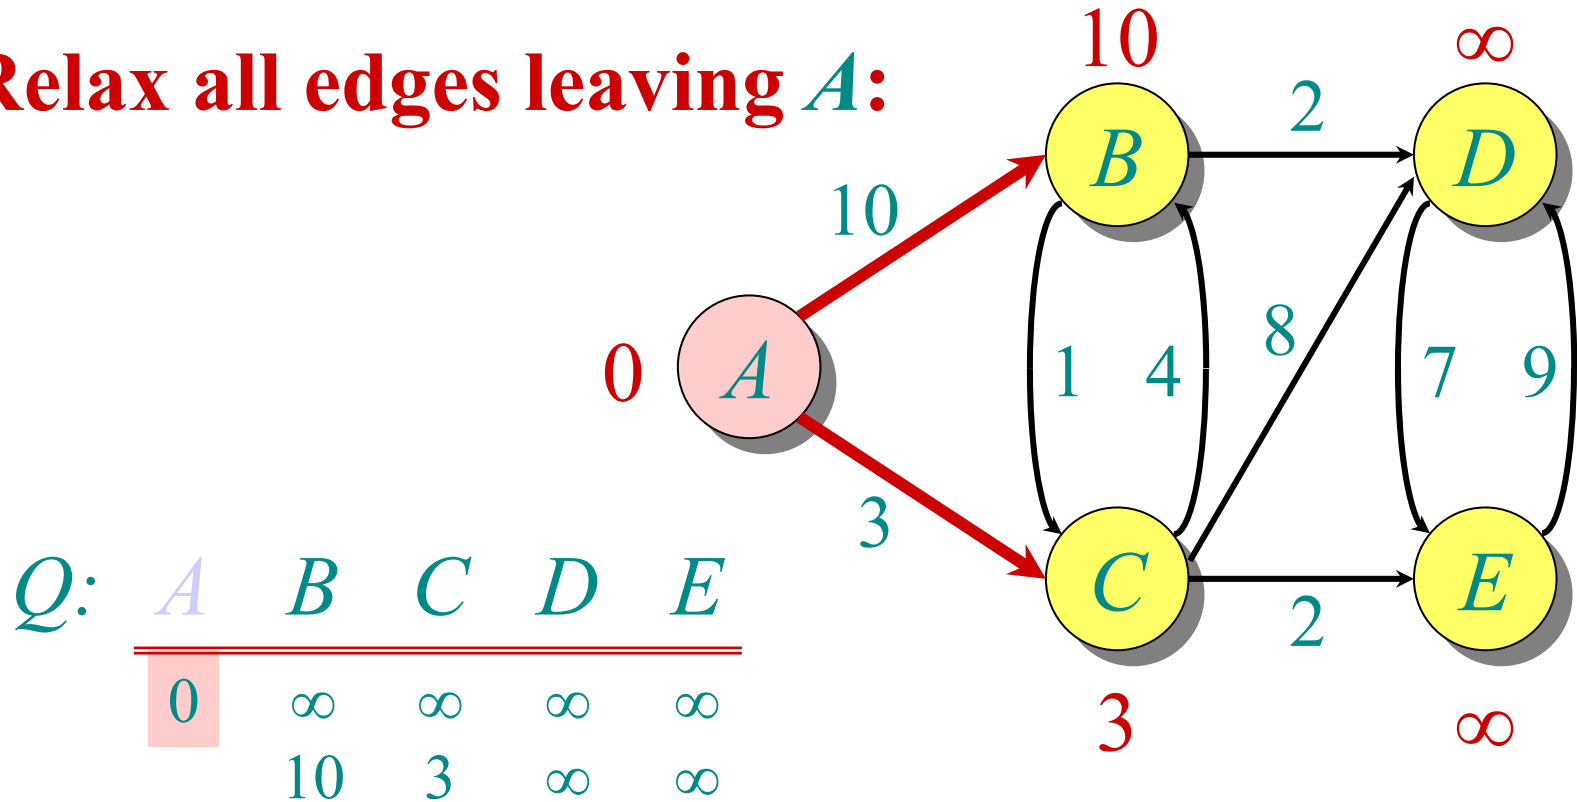 Relax all edges leaving A:
10
∞
B
2
D
10
0
A
1
4
8
7
9
3
C
2
E
3
∞
Q: A B C D E
0 ∞ ∞ ∞ ∞
10 3 ∞ ∞